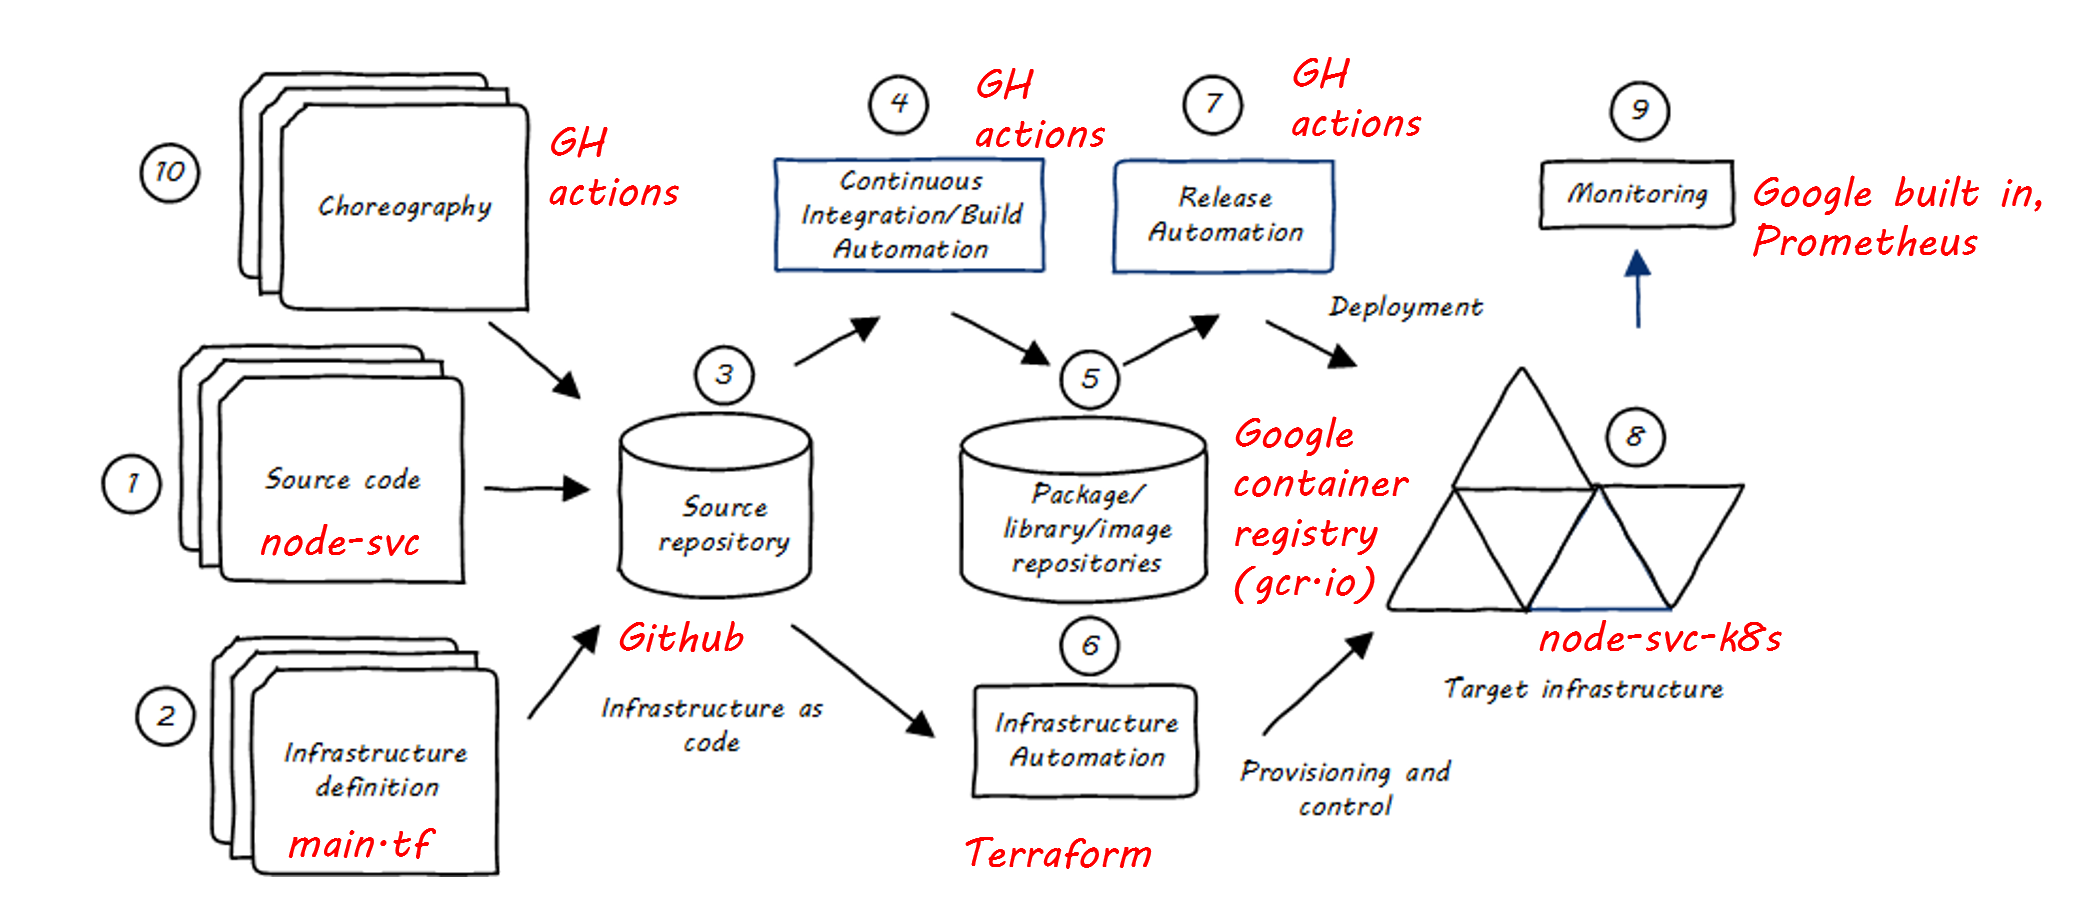 10
Choreography
GH
actions
1
Source code
node-svc
2
Infrastructure
definition
main.tf
3
Source
repository
Github
Infrastructure as
code
4
GH
actions
Continuous
Integration/Build
Automation
5
Package/
library/image
repositories
Google
container
registry
(gcr.io)
6
Infrastructure
Automation
Terraform
7
GH
actions
Release
Automation
Deployment
Provisioning and
control
8
node-svc-k8s
Target infrastructure
9
Monitoring
Google built in,
Prometheus